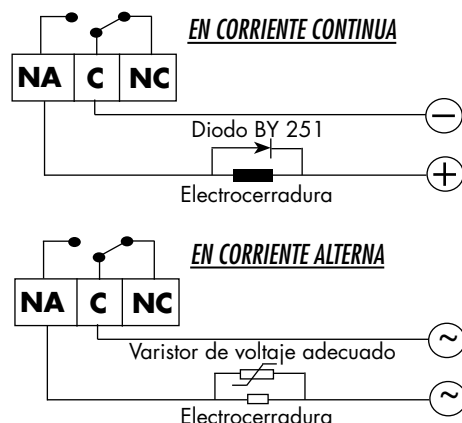 EN CORRIENTE CONTINUA
NA C NC
−
Diodo BY 251
+
Electrocerradura
EN CORRIENTE ALTERNA
NA C NC
~
Varistor de voltaje adecuado
~
Electrocerradura